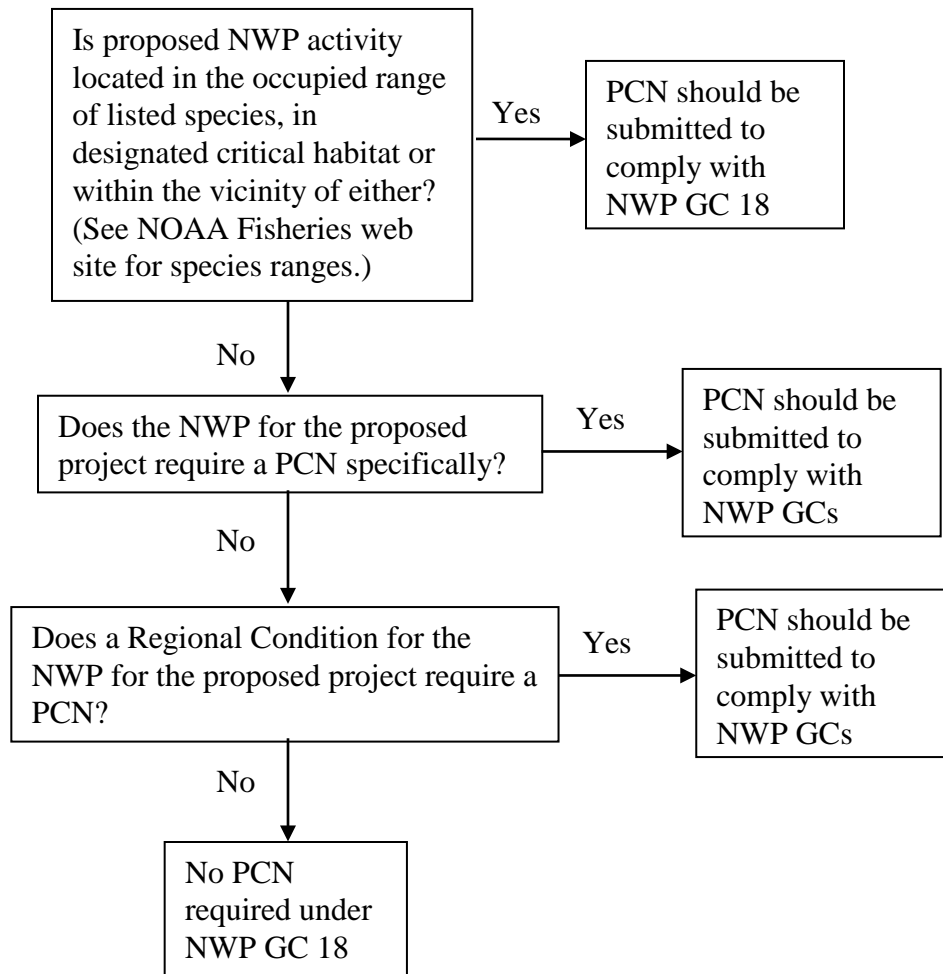 Is proposed NWP activity
located in the occupied range
of listed species, in
designated critical habitat or
within the vicinity of either?
(See NOAA Fisheries web
site for species ranges.)
Yes
PCN should be
submitted to
comply with
NWP GC 18
No
Does the NWP for the proposed
project require a PCN specifically?
Yes
PCN should be
submitted to
comply with
NWP GCs
No
Does a Regional Condition for the
NWP for the proposed project require a
PCN?
Yes
PCN should be
submitted to
comply with
NWP GCs
No
No PCN
required under
NWP GC 18